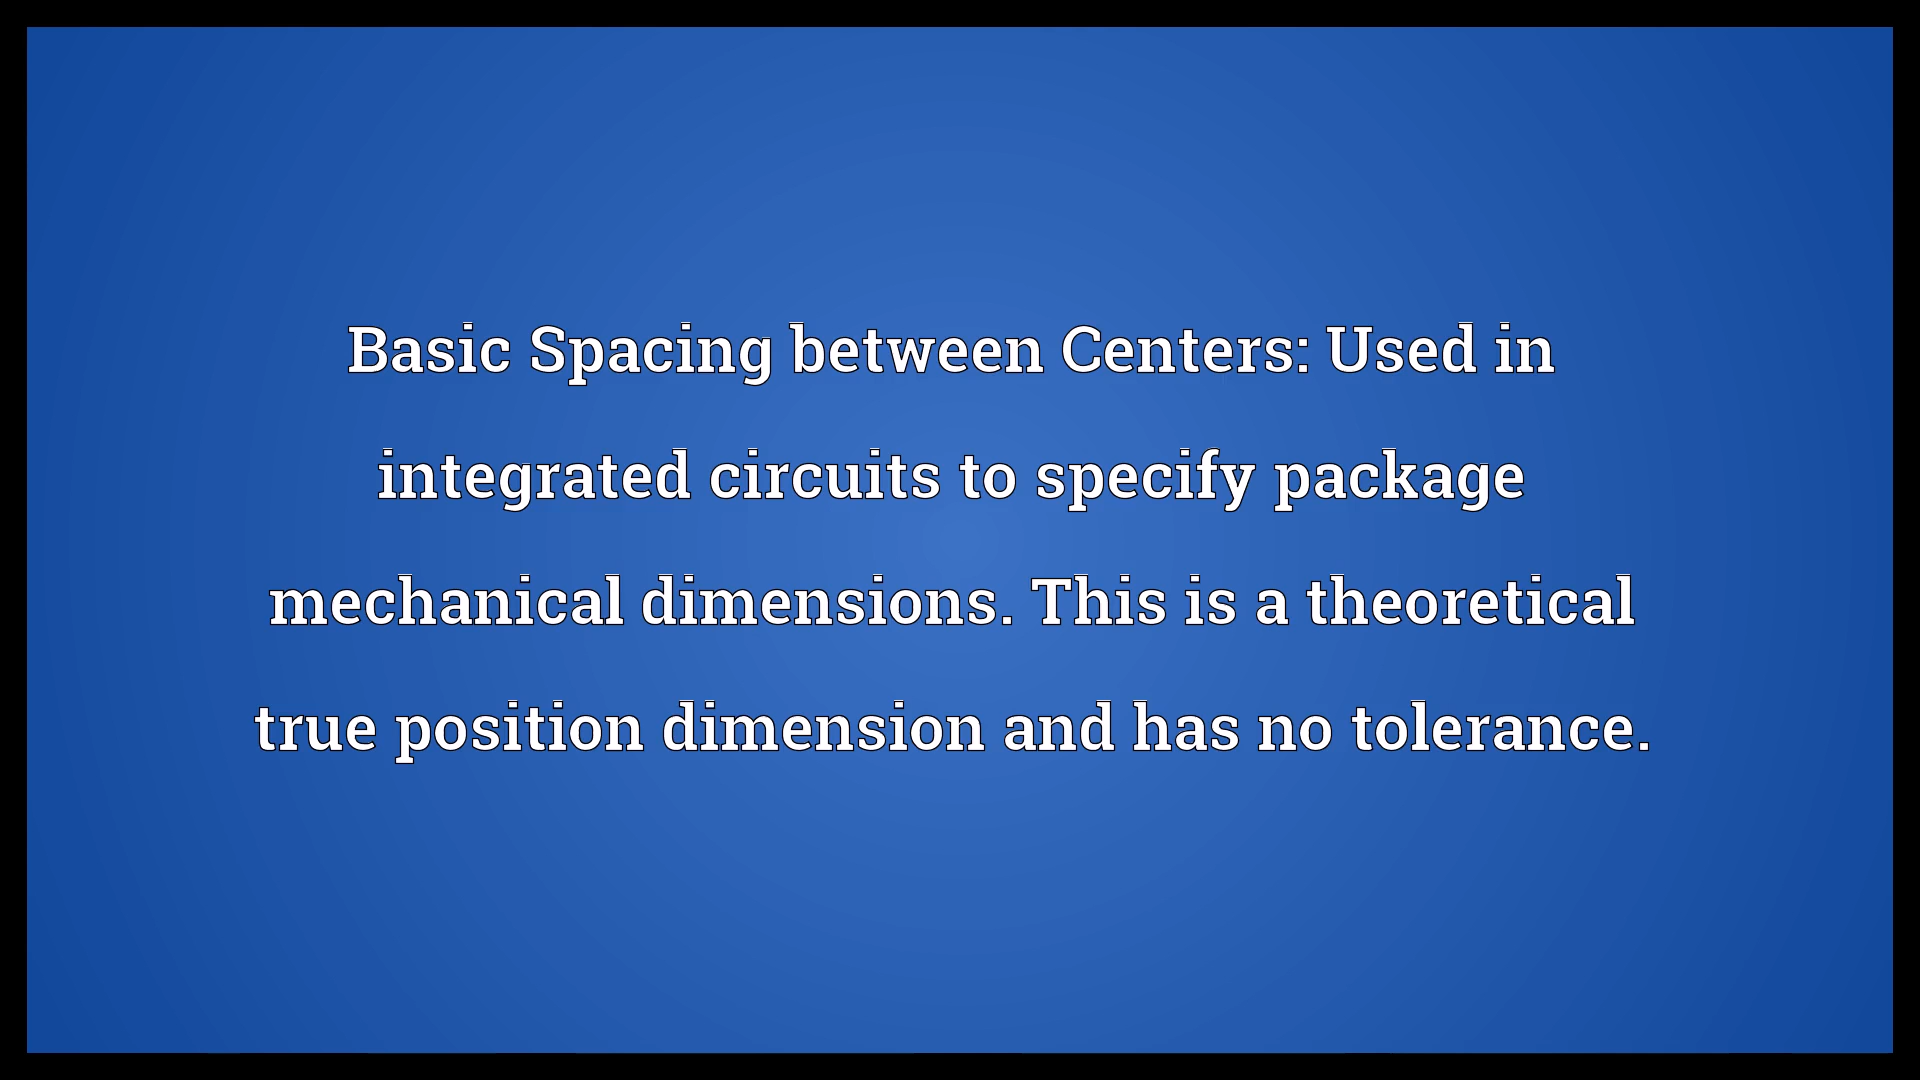 Basic Spacing between Centers: Used in
integrated circuits to specify package
mechanical dimensions. This is a theoretical
true position dimension and has no tolerance.